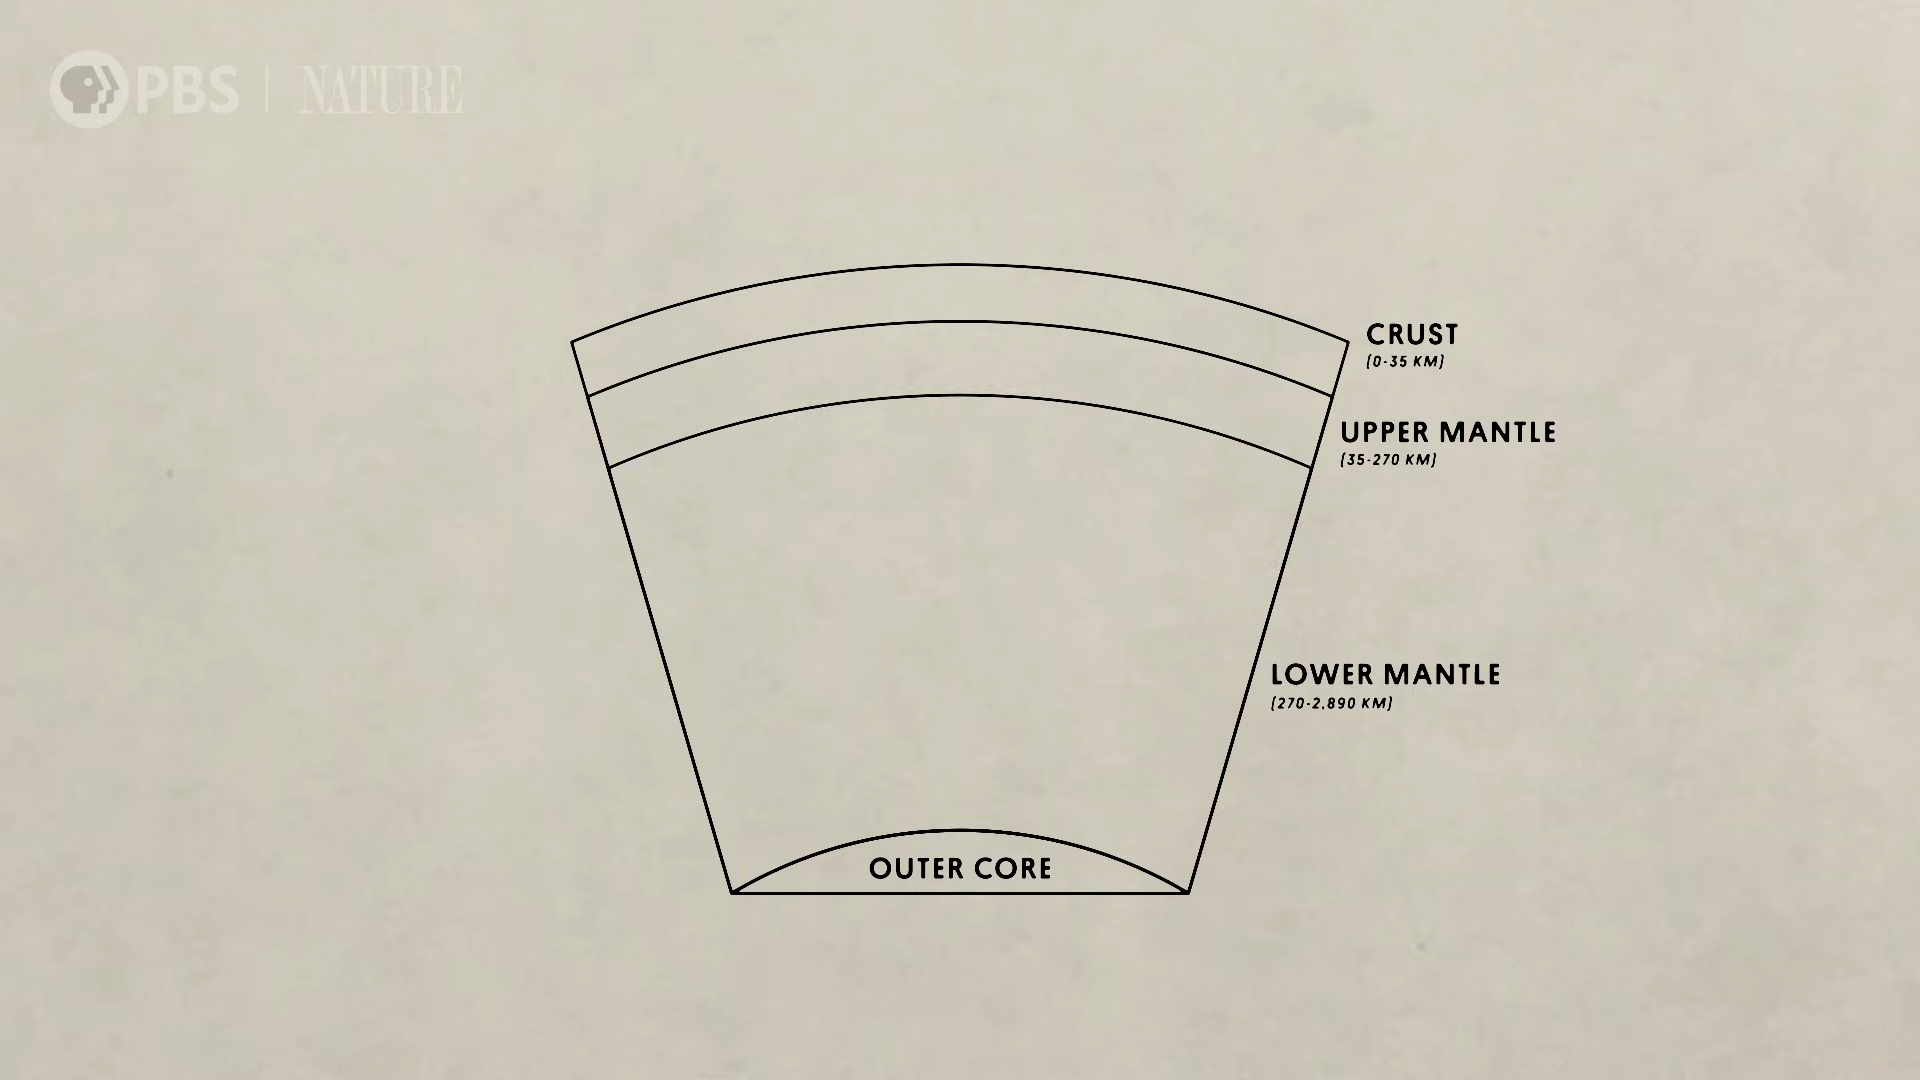 PBS | NATURE
CRUST
(0-35 KM)
UPPER MANTLE
(35-270 KM)
LOWER MANTLE
(270-2,890 KM)
OUTER CORE